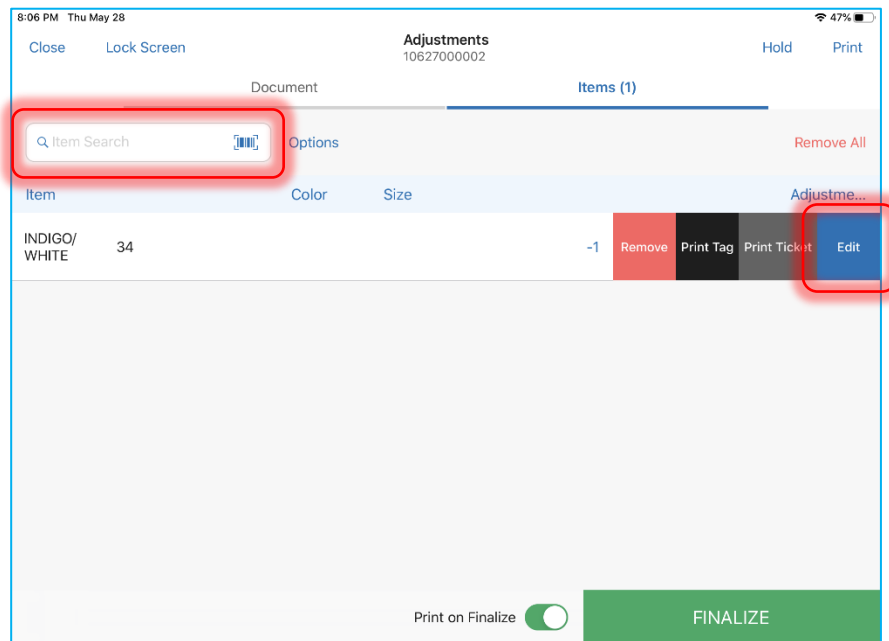 8:06 PM Thu May 28 47%
Close Lock Screen Adjustments Hold Print
10627000002
Document Items (1)
Item Search Options Remove All
Item Color Size Adjustme...
INDIGO/
WHITE 34 -1 Remove Print Tag Print Ticket Edit
Print on Finalize FINALIZE